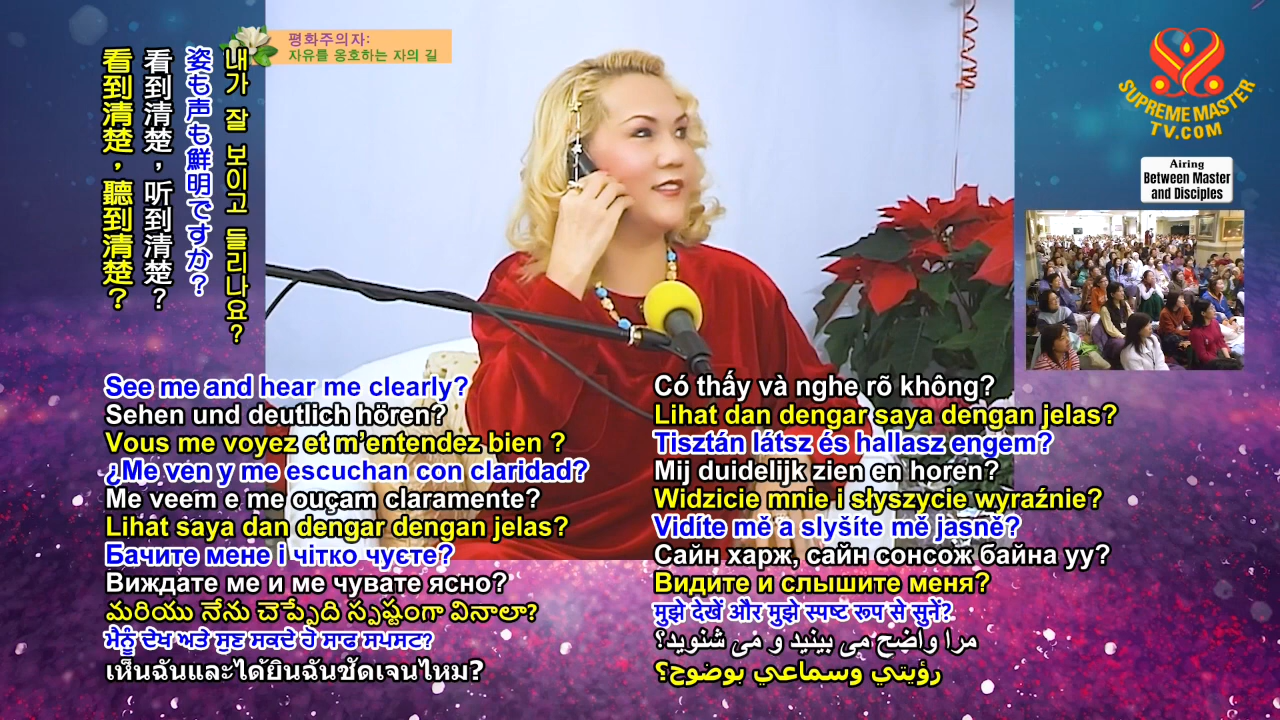 평화주의자:
자유를 옹호하는 자의 길
看到清楚，聽到清楚？
看到清楚，听到清楚？
姿も声も鮮明ですか？
내가 잘 보이고 들리나요?
SUPREME MASTER
TV.COM
Airing
Between Master
and Disciples
See me and hear me clearly?
Sehen und deutlich hören?
Vous me voyez et m’entendez bien ?
¿Me ven y me escuchan con claridad?
Me veem e me ouçam claramente?
Lihat saya dan dengar dengan jelas?
Бачите мене і чітко чуєте?
Виждате ме и ме чувате ясно?
మరియు నేను చెప్పేది స్పష్టంగా వినాలా?
ਮੈਨੂੰ ਦੇਖ ਅਤੇ ਸੁਣ ਸਕਦੇ ਹੋ ਸਾਫ ਸਪਸਟ?
เห็นฉันและได้ยินฉันชัดเจนไหม?
Có thấy và nghe rõ không?
Lihat dan dengar saya dengan jelas?
Tisztán látsz és hallasz engem?
Mij duidelijk zien en horen?
Widzicie mnie i słyszycie wyraźnie?
Vidíte mě a slyšíte mě jasně?
Сайн харж, сайн сонсож байна уу?
Видите и слышите меня?
मुझे देखें और मुझे स्पष्ट रूप से सुनें?
مرا واضح می بینید و می شنوید؟
رؤيتي وسماعي بوضوح؟